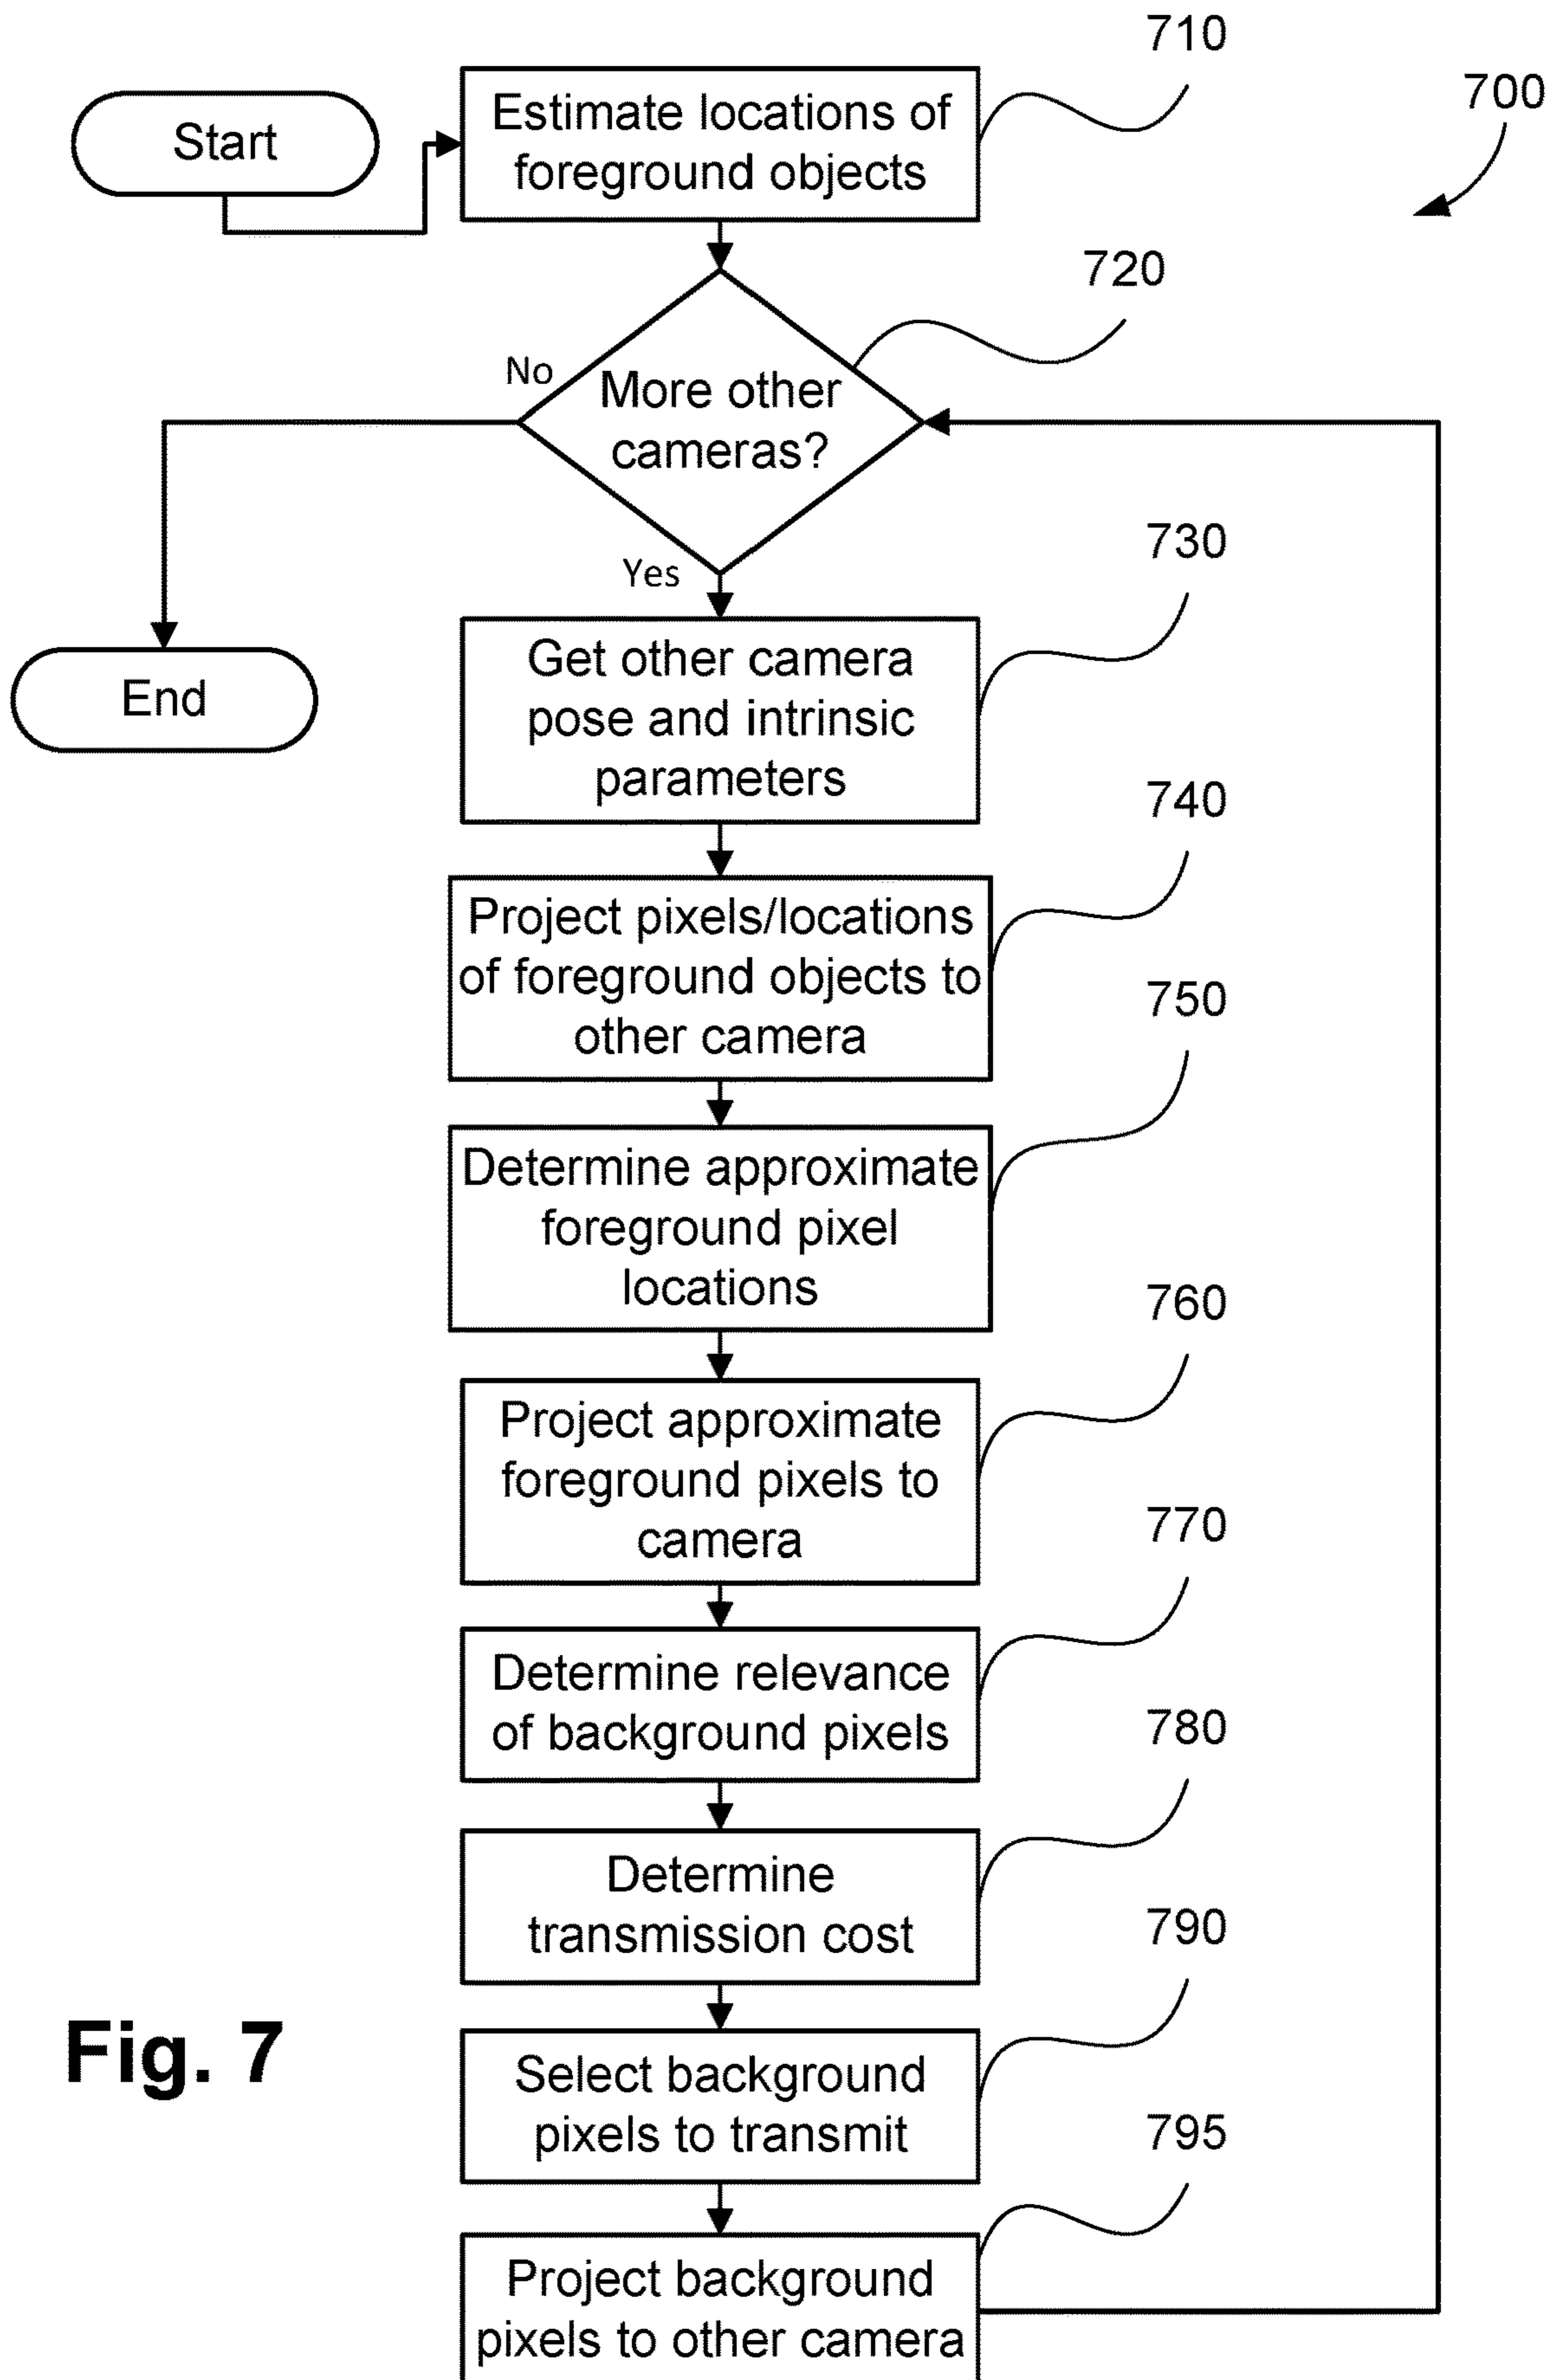 710
700
Start
Estimate locations of
foreground objects
720
No
More other
cameras?
Yes
730
Get other camera
pose and intrinsic
parameters
End
740
Project pixels/locations
of foreground objects to
other camera
750
Determine approximate
foreground pixel
locations
760
Project approximate
foreground pixels to
camera
770
Determine relevance
of background pixels
780
Determine
transmission cost
790
Select background
pixels to transmit
795
Project background
pixels to other camera
Fig. 7